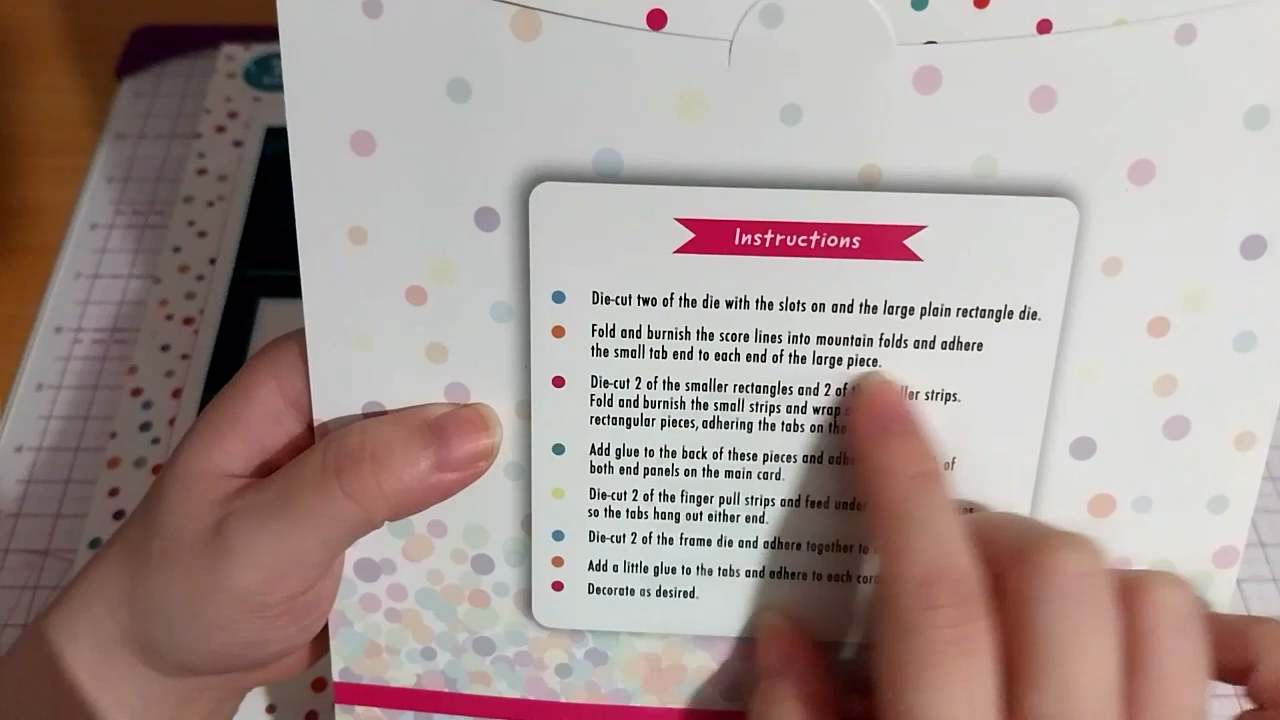 Instructions
Die-cut two of the die with the slots on and the large plain rectangle die.
Fold and burnish the score lines into mountain folds and adhere
the small tab end to each end of the large piece.
Die-cut 2 of the smaller rectangles and 2 of strips.
Fold and burnish the small strips and wrap
rectangular pieces, adhering the tabs on the
Add glue to the back of these pieces and of
both end panels on the main card.
Die-cut 2 of the finger pull strips and feed under
so the tabs hang out either end.
Die-cut 2 of the frame die and adhere together to
Add a little glue to the tabs and adhere to each
Decorate as desired.